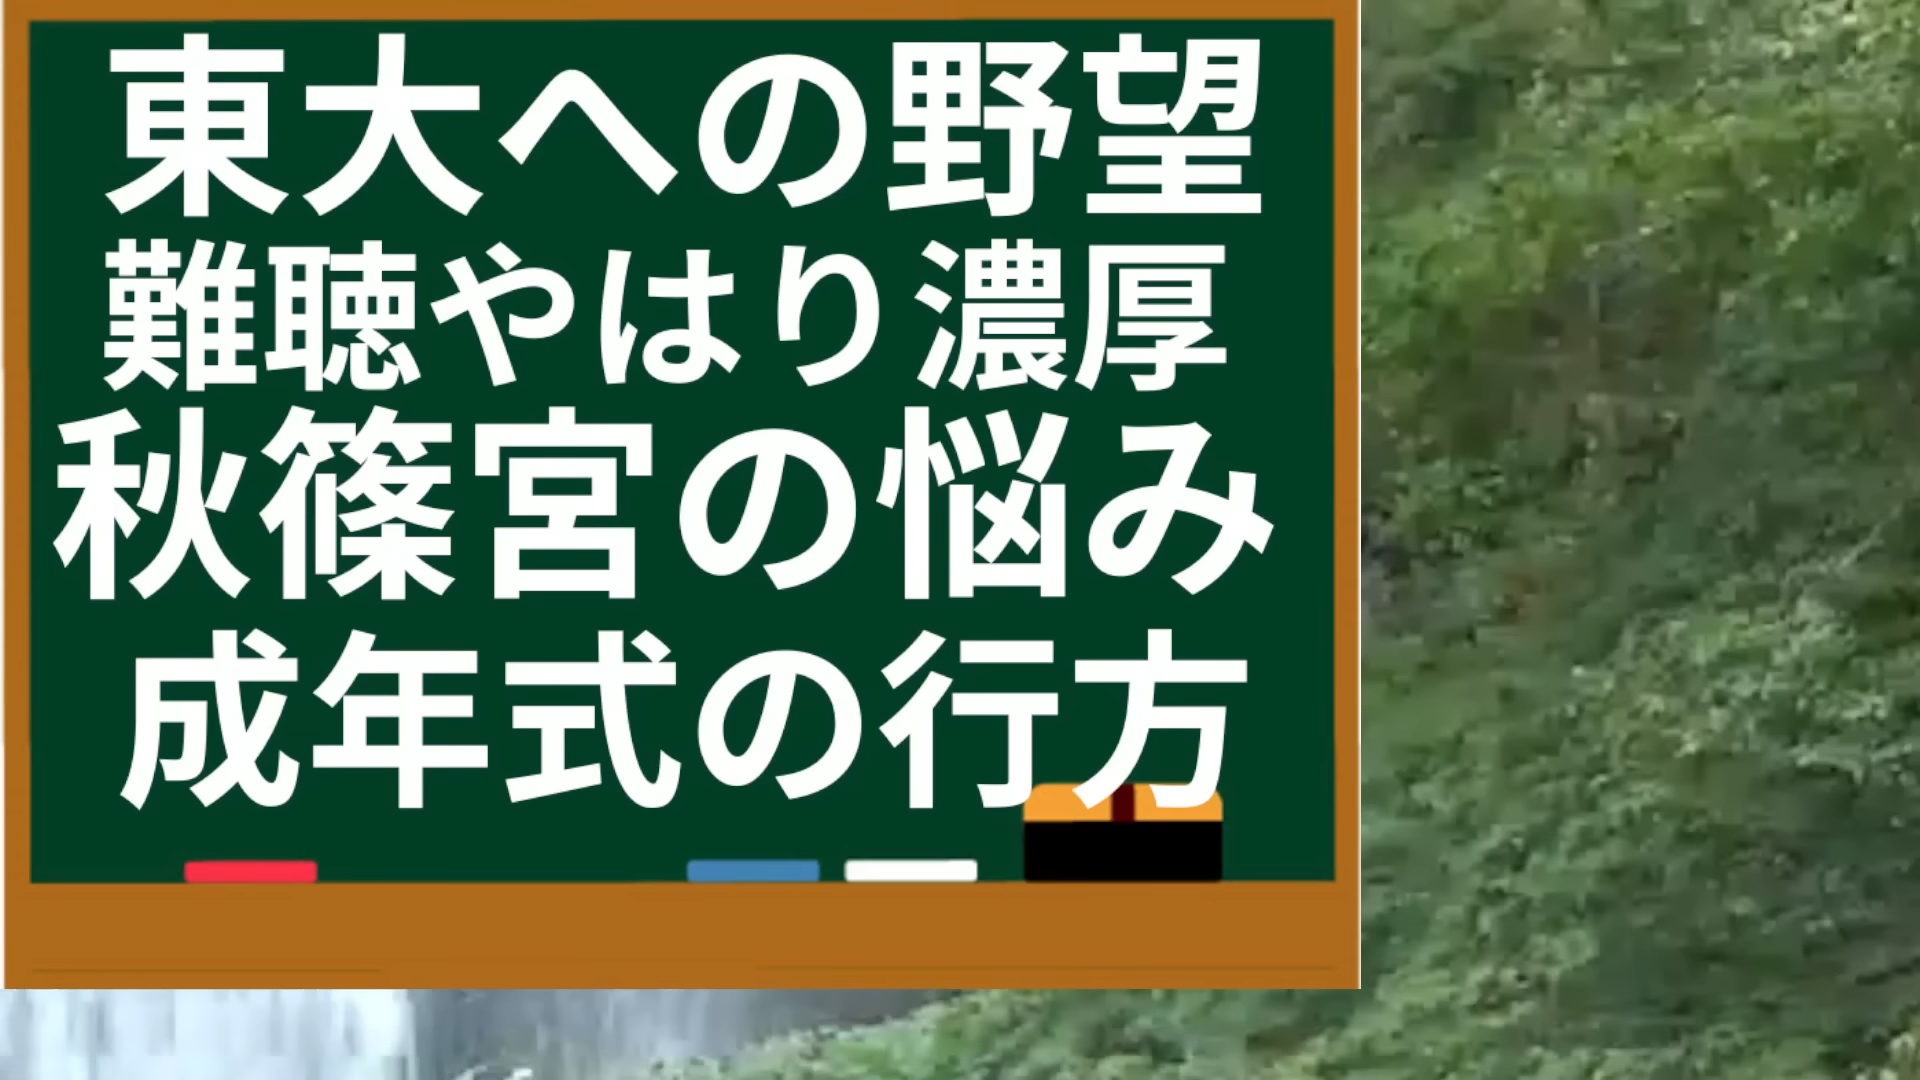 東大への野望
難聴やはり濃厚
秋篠宮の悩み
成年式の行方